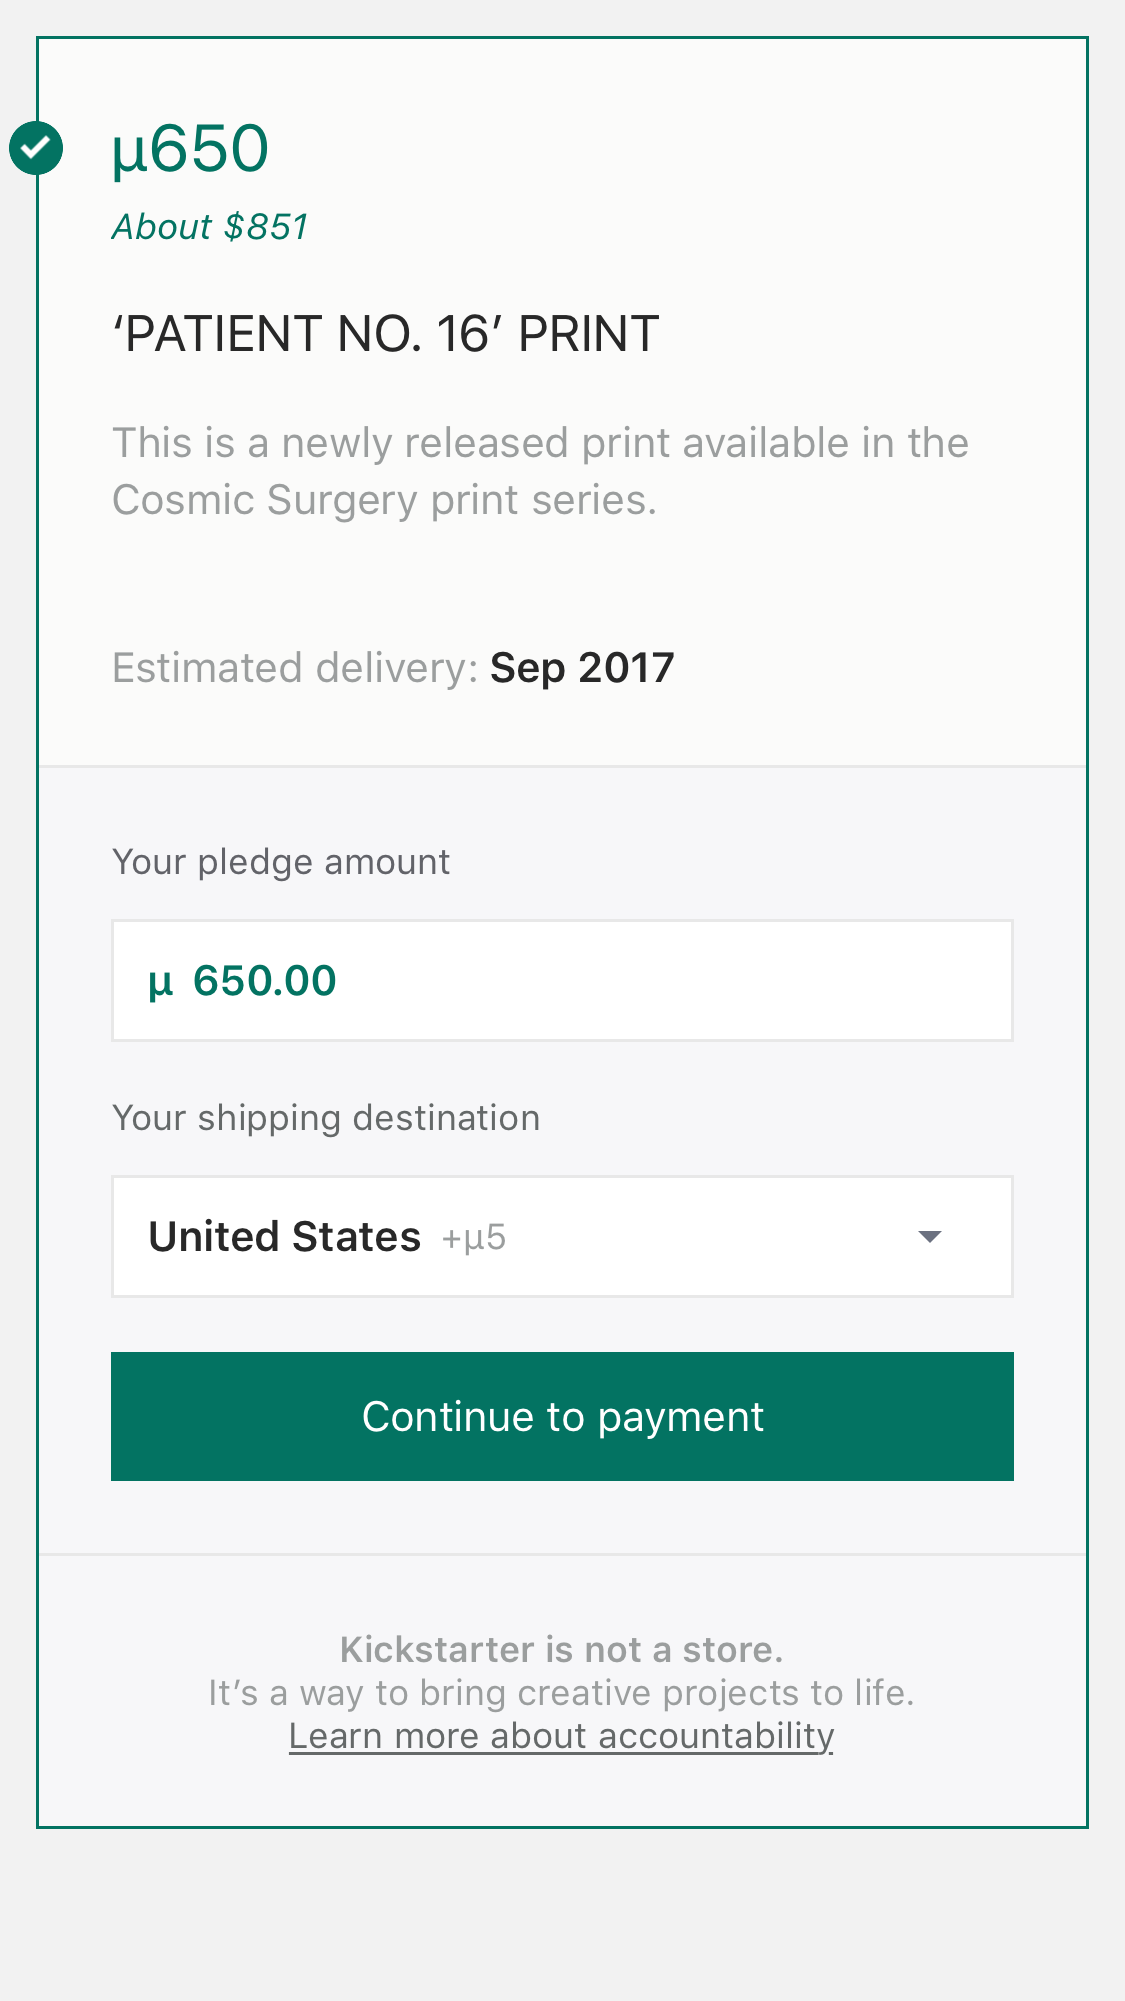 µ650
About $851
‘PATIENT NO. 16’ PRINT
This is a newly released print available in the
Cosmic Surgery print series.
Estimated delivery: Sep 2017
Your pledge amount
µ 650.00
Your shipping destination
United States +µ5
Continue to payment
Kickstarter is not a store.
It’s a way to bring creative projects to life.
Learn more about accountability